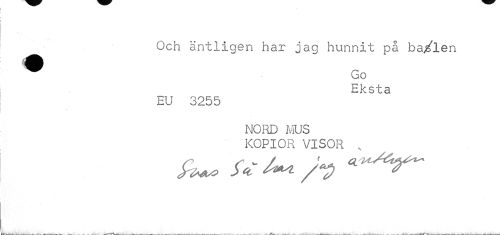 Och äntligen har jag hunnit på balen
Go
Eksta
EU 3255
NORD MUS
KOPIOR VISOR
Svas Så har jag äntligen